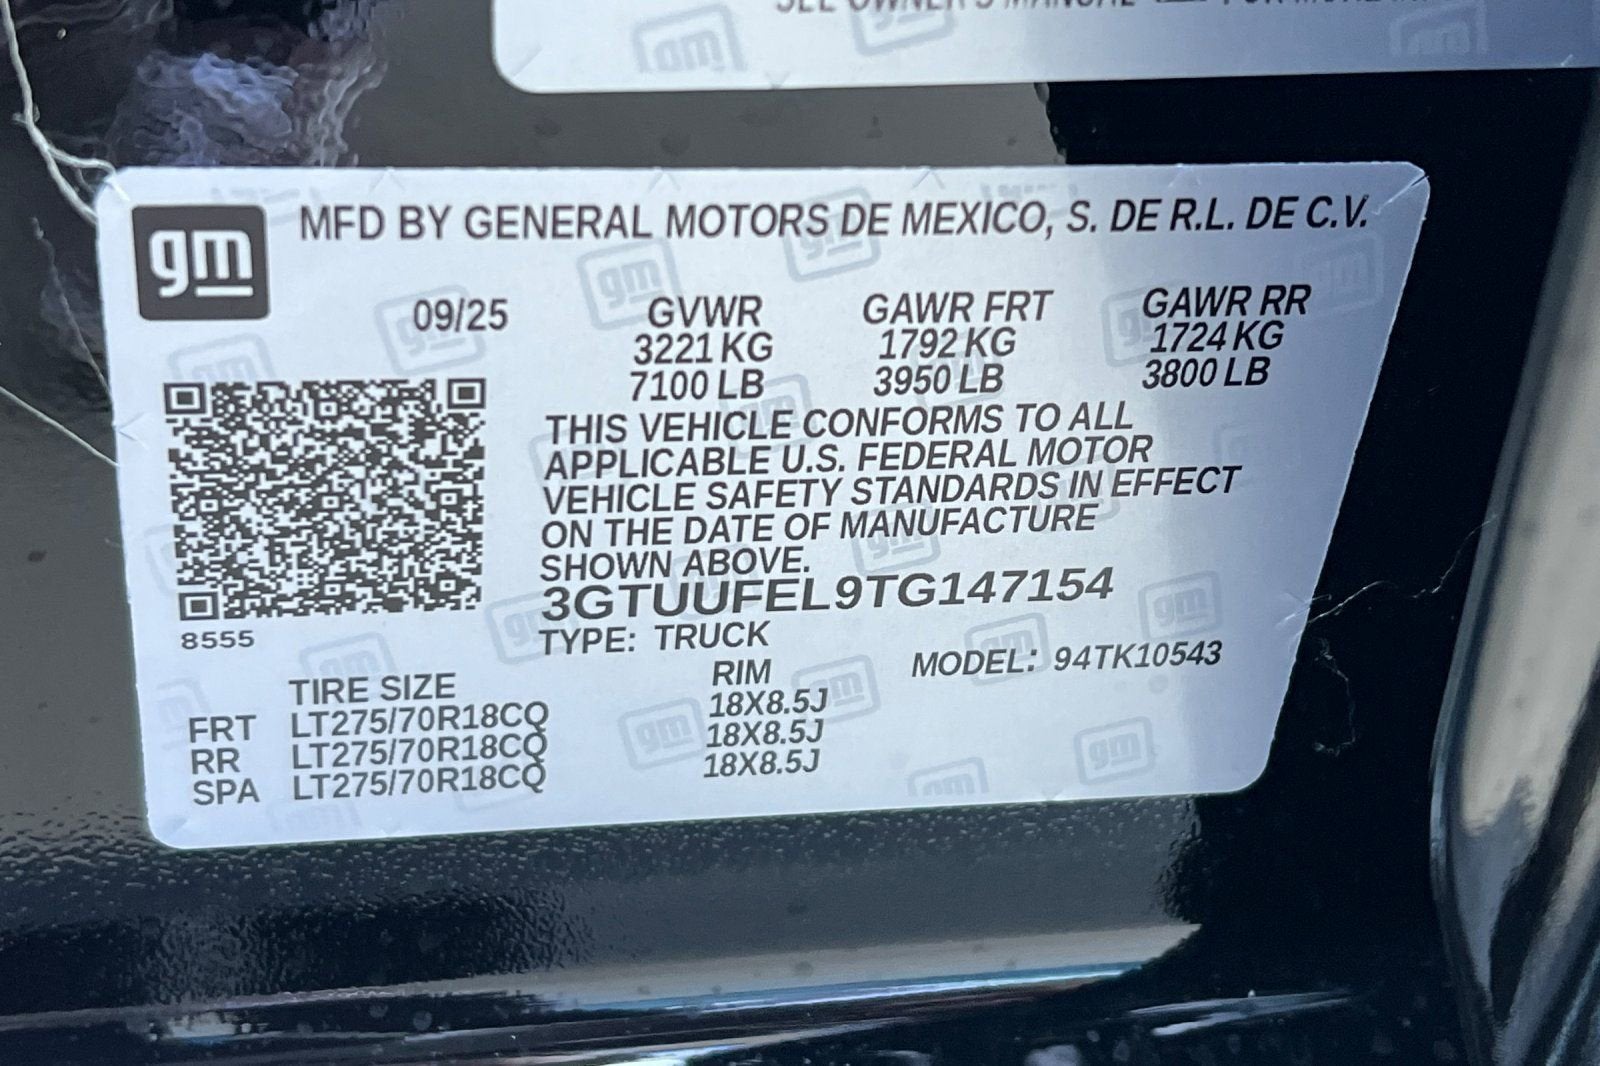 SEE OWNER'S MANUAL
gm
MFD BY GENERAL MOTORS DE MEXICO, S. DE R.L. DE C.V.
09/25 GVWR GAWR FRT GAWR RR
3221 KG 1792 KG 1724 KG
7100 LB 3950 LB 3800 LB
THIS VEHICLE CONFORMS TO ALL
APPLICABLE U.S. FEDERAL MOTOR
VEHICLE SAFETY STANDARDS IN EFFECT
ON THE DATE OF MANUFACTURE
SHOWN ABOVE.
3GTUUFEL9TG147154
8555
TYPE: TRUCK
MODEL: 94TK10543
TIRE SIZE RIM
FRT LT275/70R18CQ 18X8.5J
RR LT275/70R18CQ 18X8.5J
SPA LT275/70R18CQ 18X8.5J